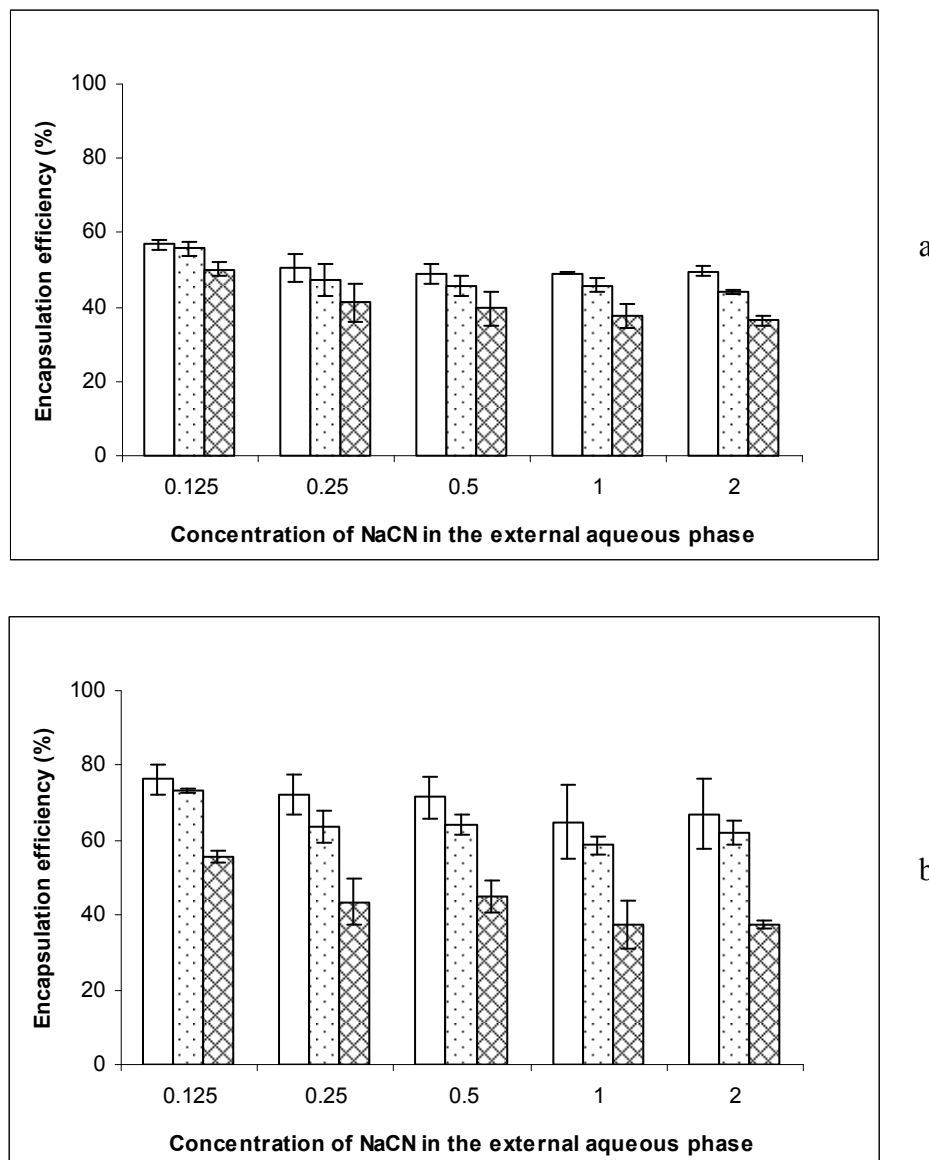 100
80
60
40
20
0
Encapsulation efficiency (%)
0.125 0.25 0.5 1 2
Concentration of NaCN in the external aqueous phase
a
100
80
60
40
20
0
Encapsulation efficiency (%)
0.125 0.25 0.5 1 2
Concentration of NaCN in the external aqueous phase
b